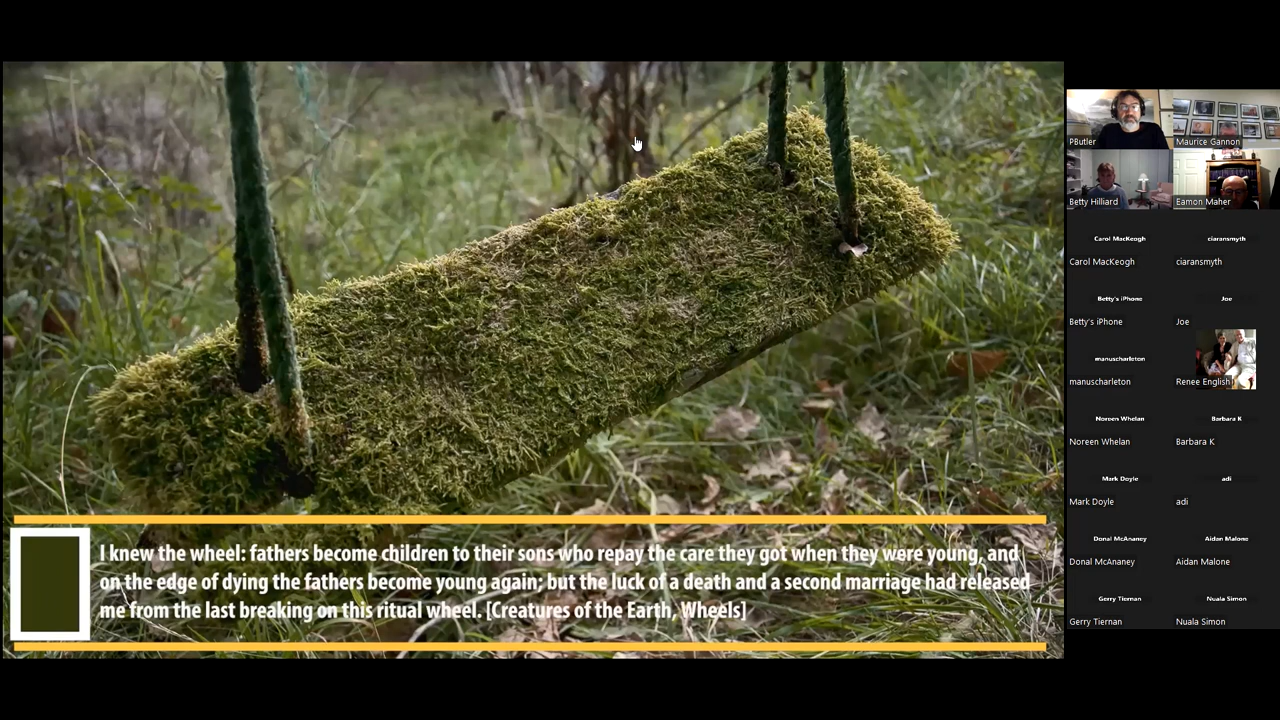 I knew the wheel: fathers become children to their sons who repay the care they got when they were young, and
on the edge of dying the fathers become young again; but the luck of a death and a second marriage had released
me from the last breaking on this ritual wheel. [Creatures of the Earth, Wheels]
PButler
Maurice Gannon
Betty Hilliard
Eamon Maher
Carol MacKeogh
ciaransmyth
Carol MacKeogh
ciaransmyth
Betty's iPhone
Joe
Betty's iPhone
Joe
manuscharleton
manuscharleton
Renee English
Noreen Whelan
Barbara K
Noreen Whelan
Barbara K
Mark Doyle
adi
Mark Doyle
adi
Donal McAnaney
Aidan Malone
Donal McAnaney
Aidan Malone
Gerry Tiernan
Nuala Simon
Gerry Tiernan
Nuala Simon